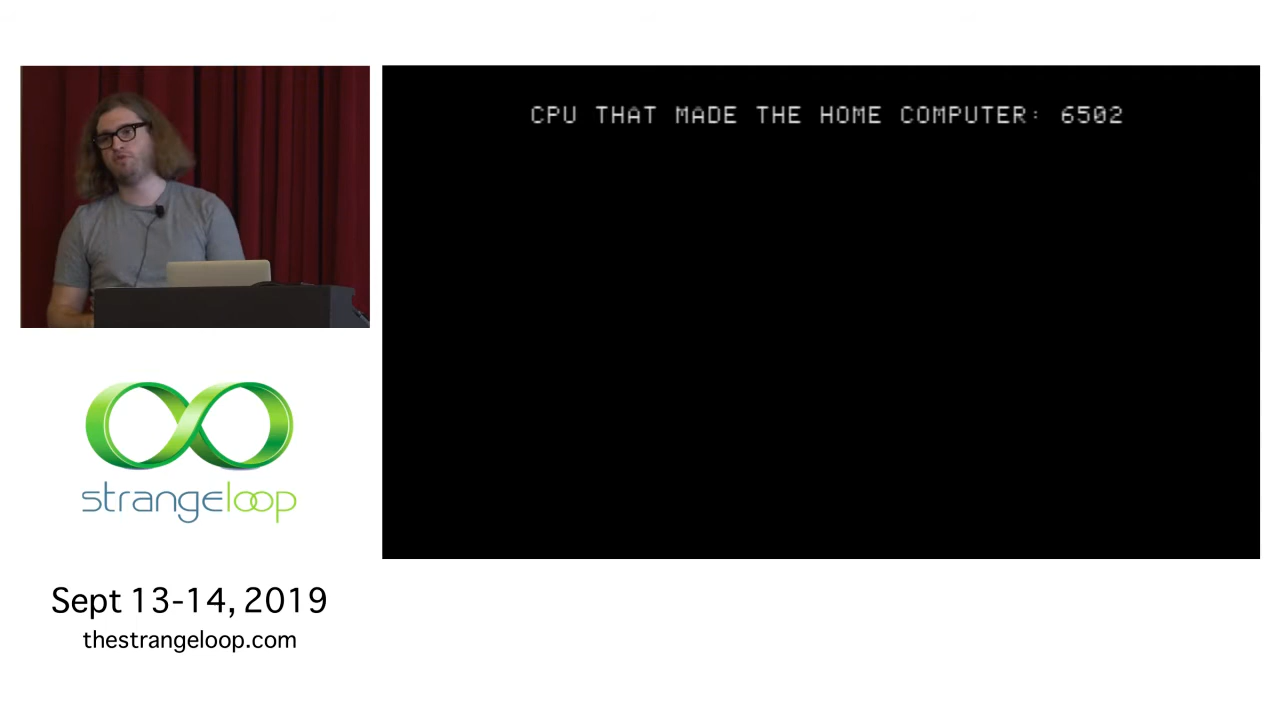 CPU THAT MADE THE HOME COMPUTER: 6502
strangeloop
Sept 13-14, 2019
thestrangeloop.com